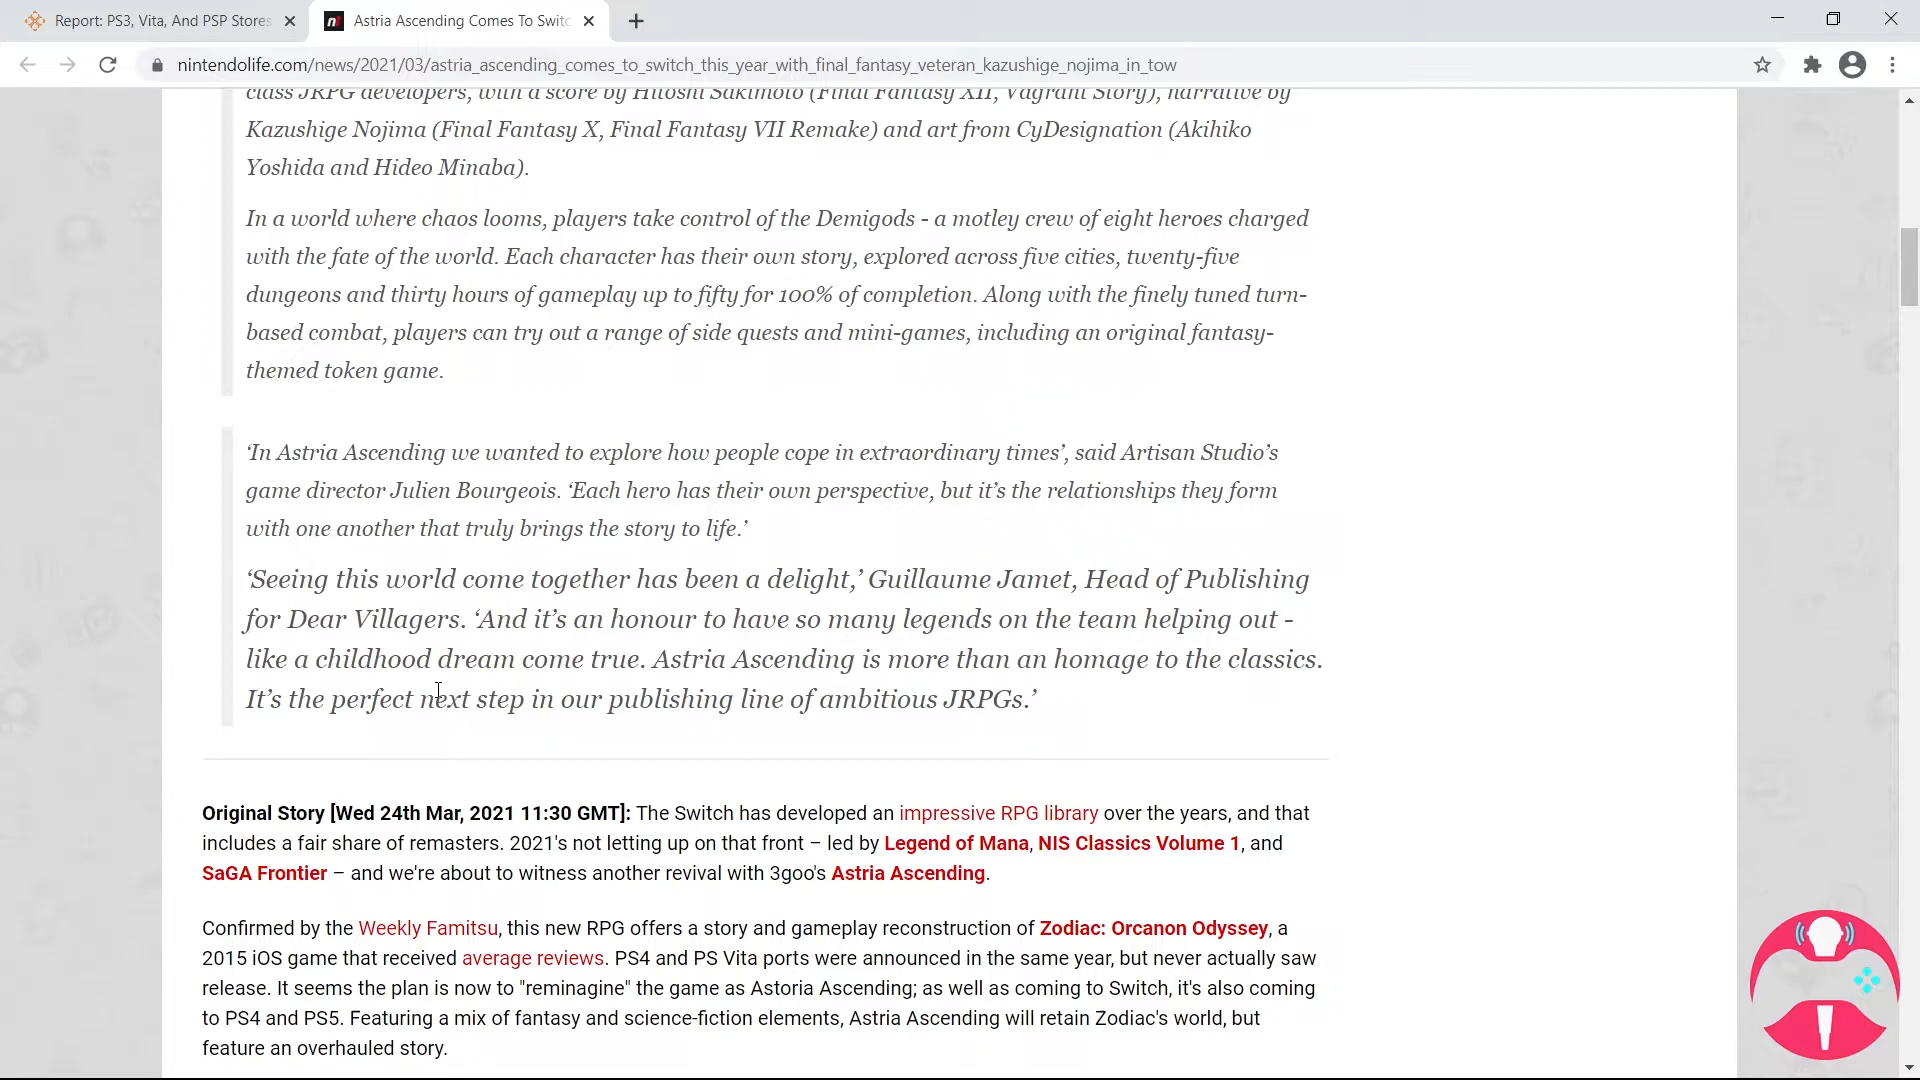 Report: PS3, Vita, And PSP Stores
Astria Ascending Comes To Switc
nintendolife.com/news/2021/03/astria_ascending_comes_to_switch_this_year_with_final_fantasy_veteran_kazushige_nojima_in_tow
class JRPG developers, with a score by Hitoshi Sakimoto (Final Fantasy XII, Vagrant Story), narrative by
Kazushige Nojima (Final Fantasy X, Final Fantasy VII Remake) and art from CyDesignation (Akihiko
Yoshida and Hideo Minaba).
In a world where chaos looms, players take control of the Demigods - a motley crew of eight heroes charged
with the fate of the world. Each character has their own story, explored across five cities, twenty-five
dungeons and thirty hours of gameplay up to fifty for 100% of completion. Along with the finely tuned turn-
based combat, players can try out a range of side quests and mini-games, including an original fantasy-
themed token game.
‘In Astria Ascending we wanted to explore how people cope in extraordinary times’, said Artisan Studio’s
game director Julien Bourgeois. ‘Each hero has their own perspective, but it’s the relationships they form
with one another that truly brings the story to life.’
‘Seeing this world come together has been a delight,’ Guillaume Jamet, Head of Publishing
for Dear Villagers. ‘And it’s an honour to have so many legends on the team helping out -
like a childhood dream come true. Astria Ascending is more than an homage to the classics.
It’s the perfect next step in our publishing line of ambitious JRPGs.’
Original Story [Wed 24th Mar, 2021 11:30 GMT]: The Switch has developed an impressive RPG library over the years, and that
includes a fair share of remasters. 2021's not letting up on that front – led by Legend of Mana, NIS Classics Volume 1, and
SaGA Frontier – and we're about to witness another revival with 3goo's Astria Ascending.
Confirmed by the Weekly Famitsu, this new RPG offers a story and gameplay reconstruction of Zodiac: Orcanon Odyssey, a
2015 iOS game that received average reviews. PS4 and PS Vita ports were announced in the same year, but never actually saw
release. It seems the plan is now to "reminagine" the game as Astoria Ascending; as well as coming to Switch, it's also coming
to PS4 and PS5. Featuring a mix of fantasy and science-fiction elements, Astria Ascending will retain Zodiac's world, but
feature an overhauled story.